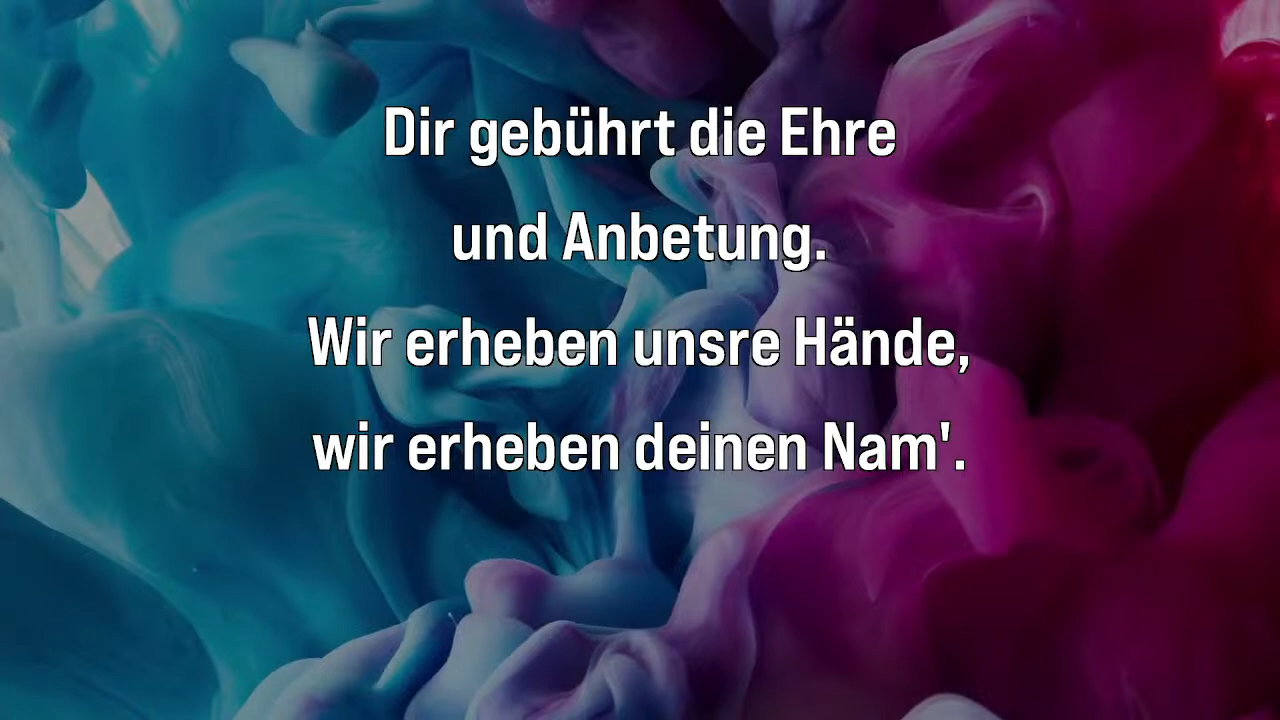 Dir gebührt die Ehre
und Anbetung.
Wir erheben unsre Hände,
wir erheben deinen Nam'.